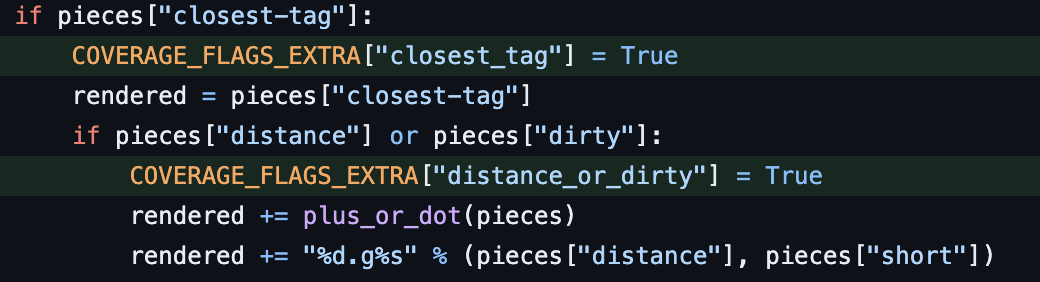 if pieces["closest-tag"]:
    COVERAGE_FLAGS_EXTRA["closest_tag"] = True
    rendered = pieces["closest-tag"]
    if pieces["distance"] or pieces["dirty"]:
        COVERAGE_FLAGS_EXTRA["distance_or_dirty"] = True
        rendered += plus_or_dot(pieces)
        rendered += "%d.g%s" % (pieces["distance"], pieces["short"])